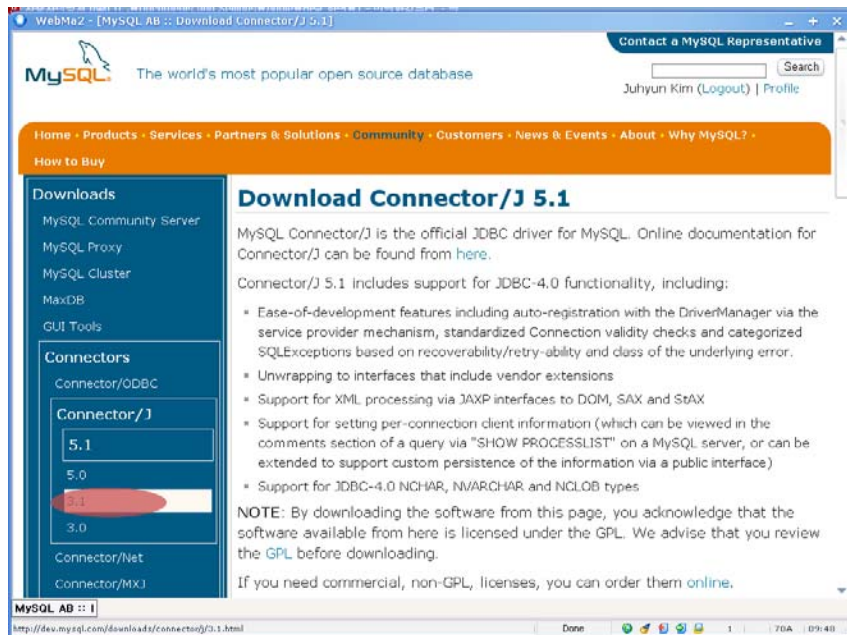 WebMa2 - [MySQL AB :: Download Connector/J 5.1]
Contact a MySQL Representative
MySQL.
The world's most popular open source database
Search
Juhyun Kim (Logout) | Profile
Home • Products • Services • Partners & Solutions • Community • Customers • News & Events • About • Why MySQL? •
How to Buy
Downloads
MySQL Community Server
MySQL Proxy
MySQL Cluster
MaxDB
GUI Tools
Connectors
Connector/ODBC
Connector/J
5.1
5.0
3.1
3.0
Connector/Net
Connector/MXJ
Download Connector/J 5.1
MySQL Connector/J is the official JDBC driver for MySQL. Online documentation for
Connector/J can be found from here.
Connector/J 5.1 includes support for JDBC-4.0 functionality, including:
Ease-of-development features including auto-registration with the DriverManager via the
service provider mechanism, standardized Connection validity checks and categorized
SQLExceptions based on recoverability/retry-ability and class of the underlying error.
Unwrapping to interfaces that include vendor extensions
Support for XML processing via JAXP interfaces to DOM, SAX and StAX
Support for setting per-connection client information (which can be viewed in the
comments section of a query via "SHOW PROCESSLIST" on a MySQL server, or can be
extended to support custom persistence of the information via a public interface)
Support for JDBC-4.0 NCHAR, NVARCHAR and NCLOB types
NOTE: By downloading the software from this page, you acknowledge that the
software available from here is licensed under the GPL. We advise that you review
the GPL before downloading.
If you need commercial, non-GPL, licenses, you can order them online.
MySQL AB :: I
http://dev.mysql.com/downloads/connector/j/3.1.html
Done
1
70A
09:40